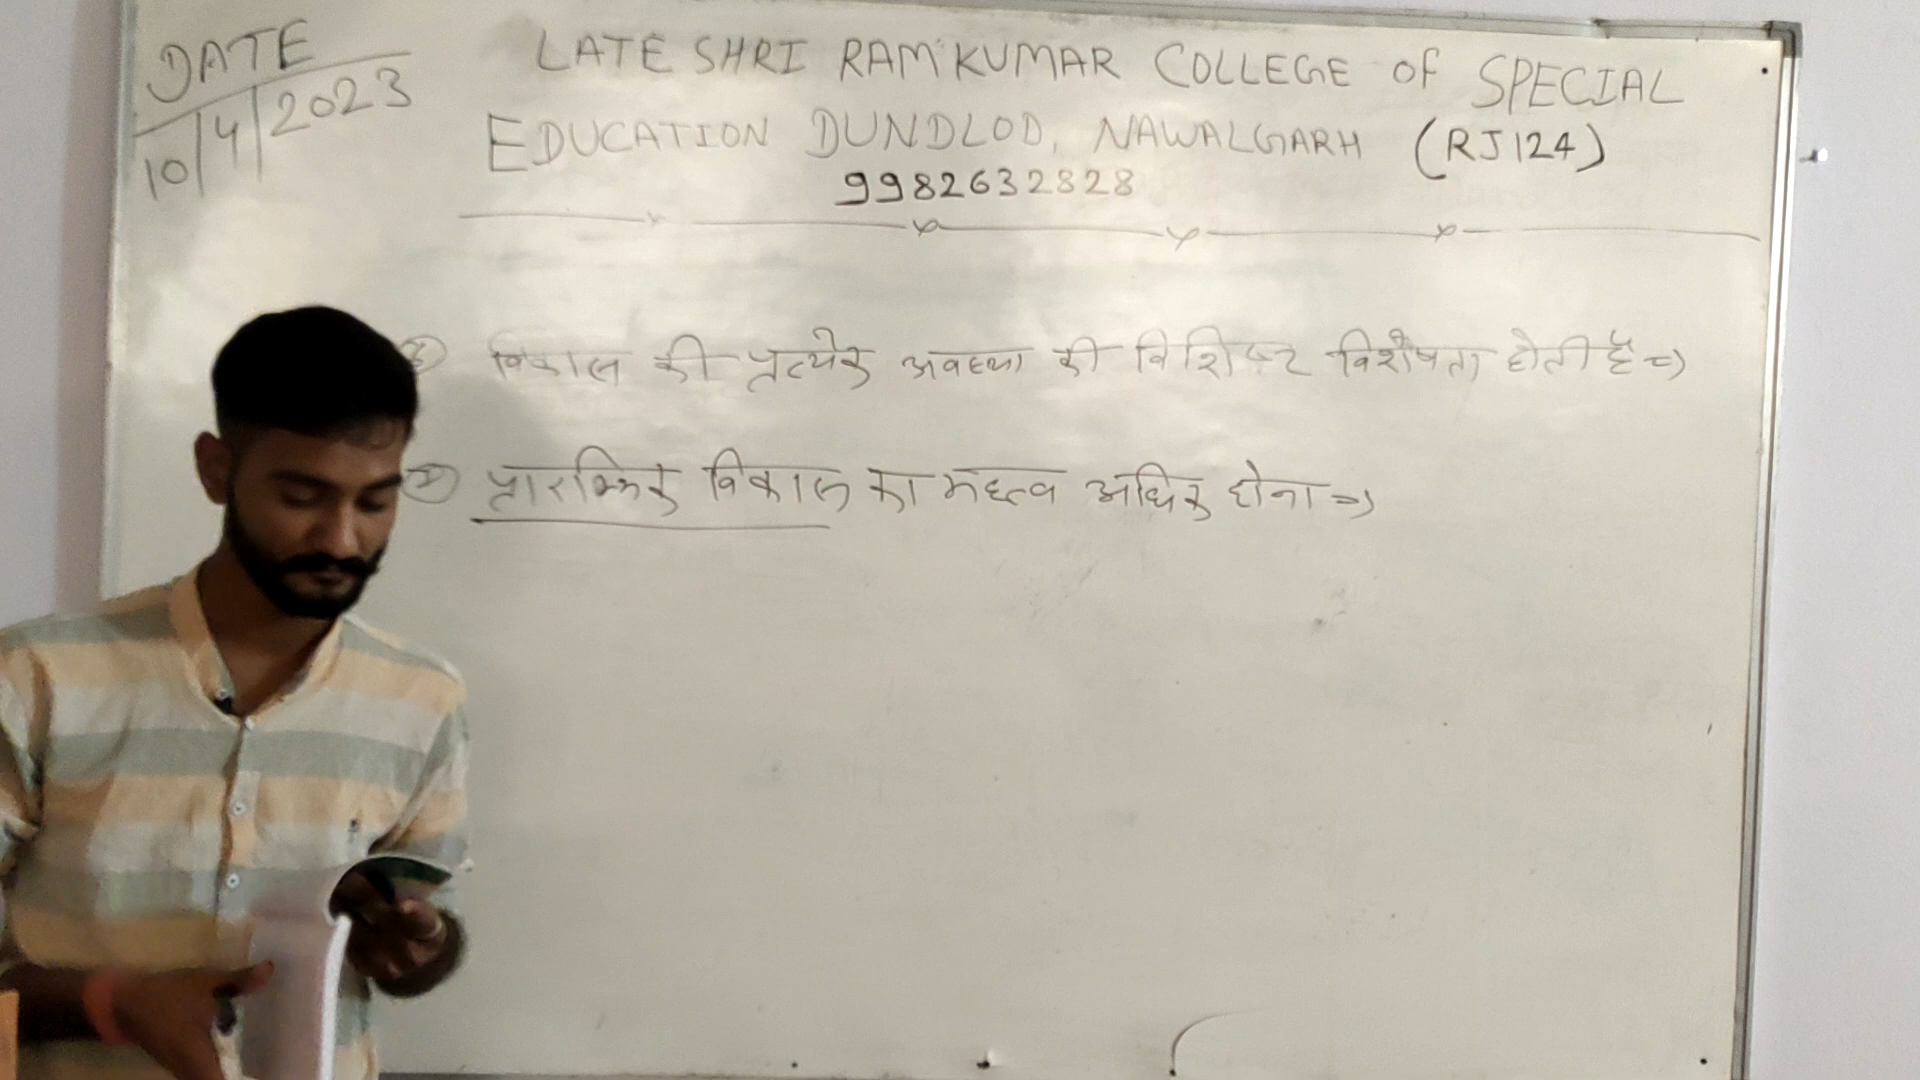 DATE
10/4/2023
LATE SHRI RAMKUMAR COLLEGE OF SPECIAL
EDUCATION DUNDLOD, NAWALGARH (RJ124)
9982632828
विकास की प्रत्येक अवस्था की विशिष्ट विशेषता होती है =)
प्रारम्भिक विकास का महत्व अधिक होना =)